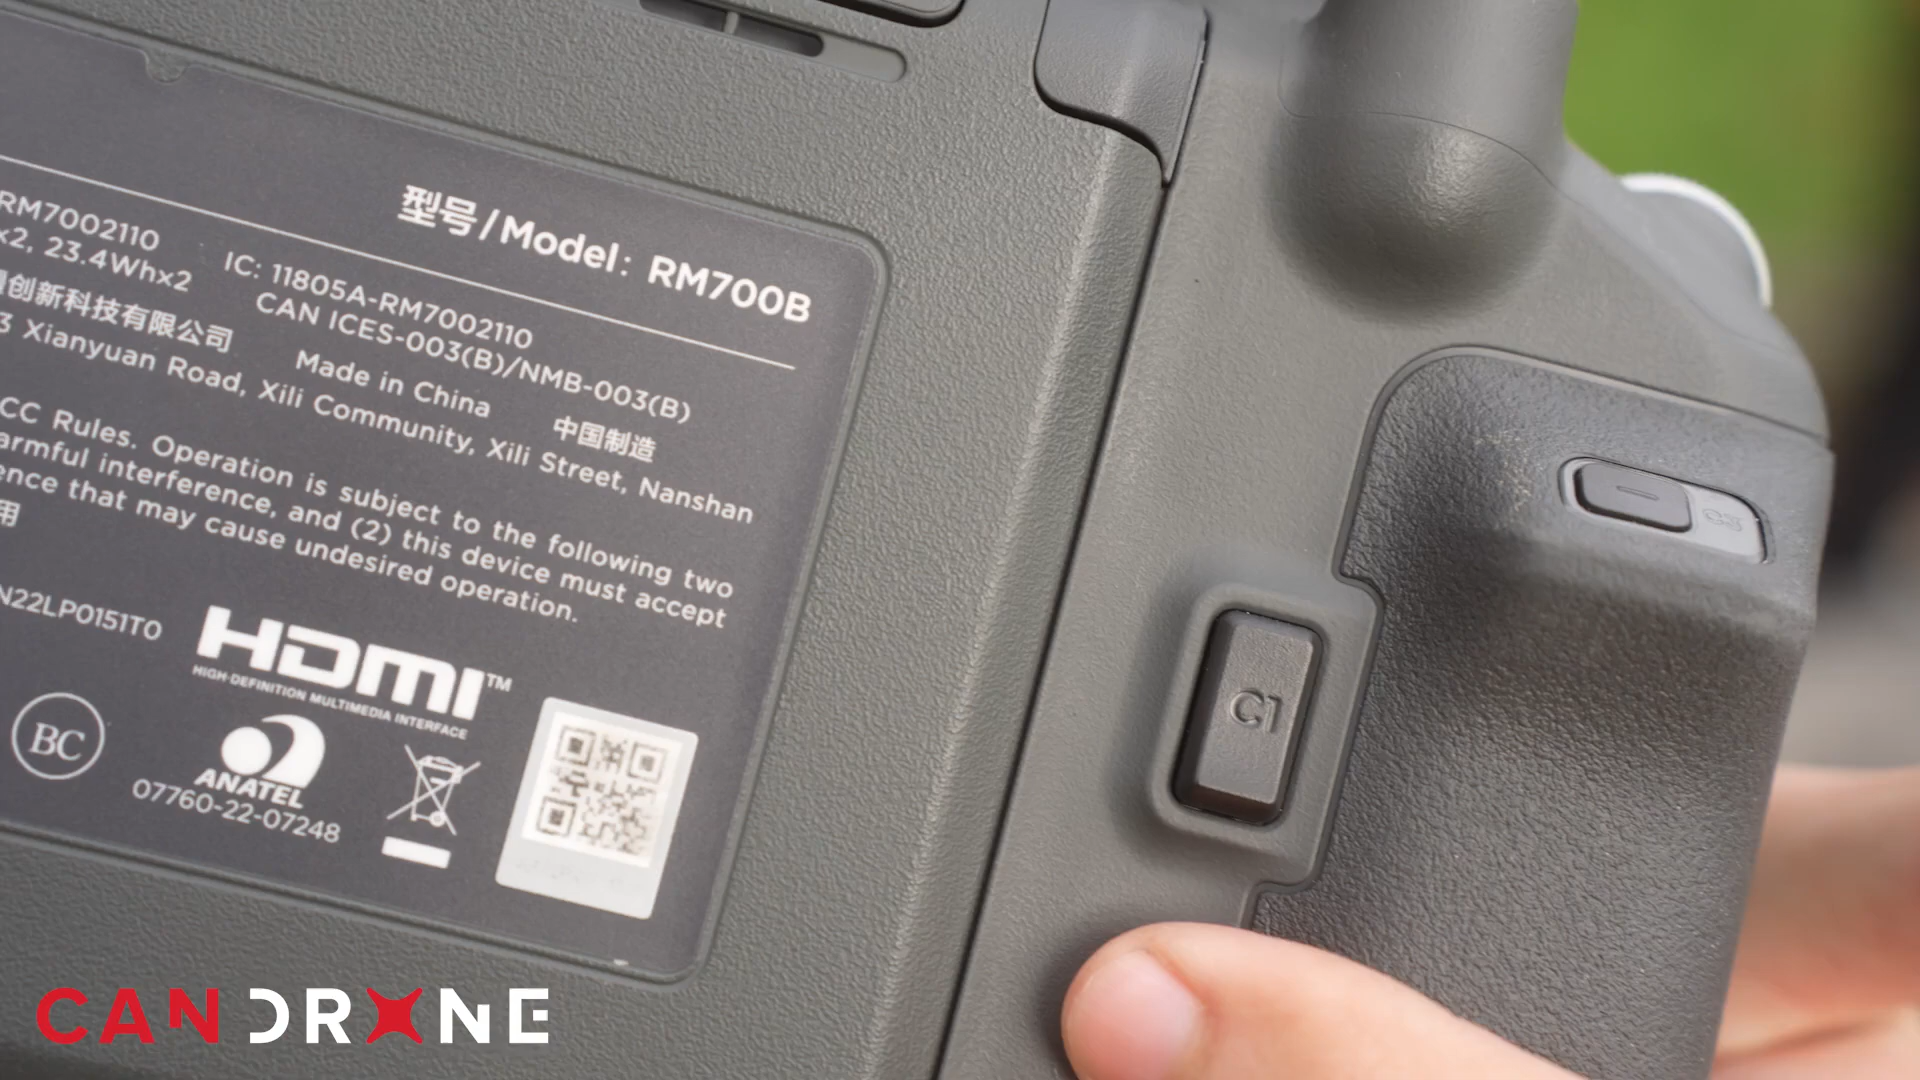 型号/Model: RM700B
RM7002110 IC: 11805A-RM7002110
x2, 23.4Whx2 CAN ICES-003(B)/NMB-003(B)
创新科技有限公司 Made in China 中国制造
3 Xianyuan Road, Xili Community, Xili Street, Nanshan
CC Rules. Operation is subject to the following two
armful interference, and (2) this device must accept
ence that may cause undesired operation.
用
N22LP0151T0
HDMI™
HIGH-DEFINITION MULTIMEDIA INTERFACE
BC
ANATEL
07760-22-07248
C1
C3
CANDRONE